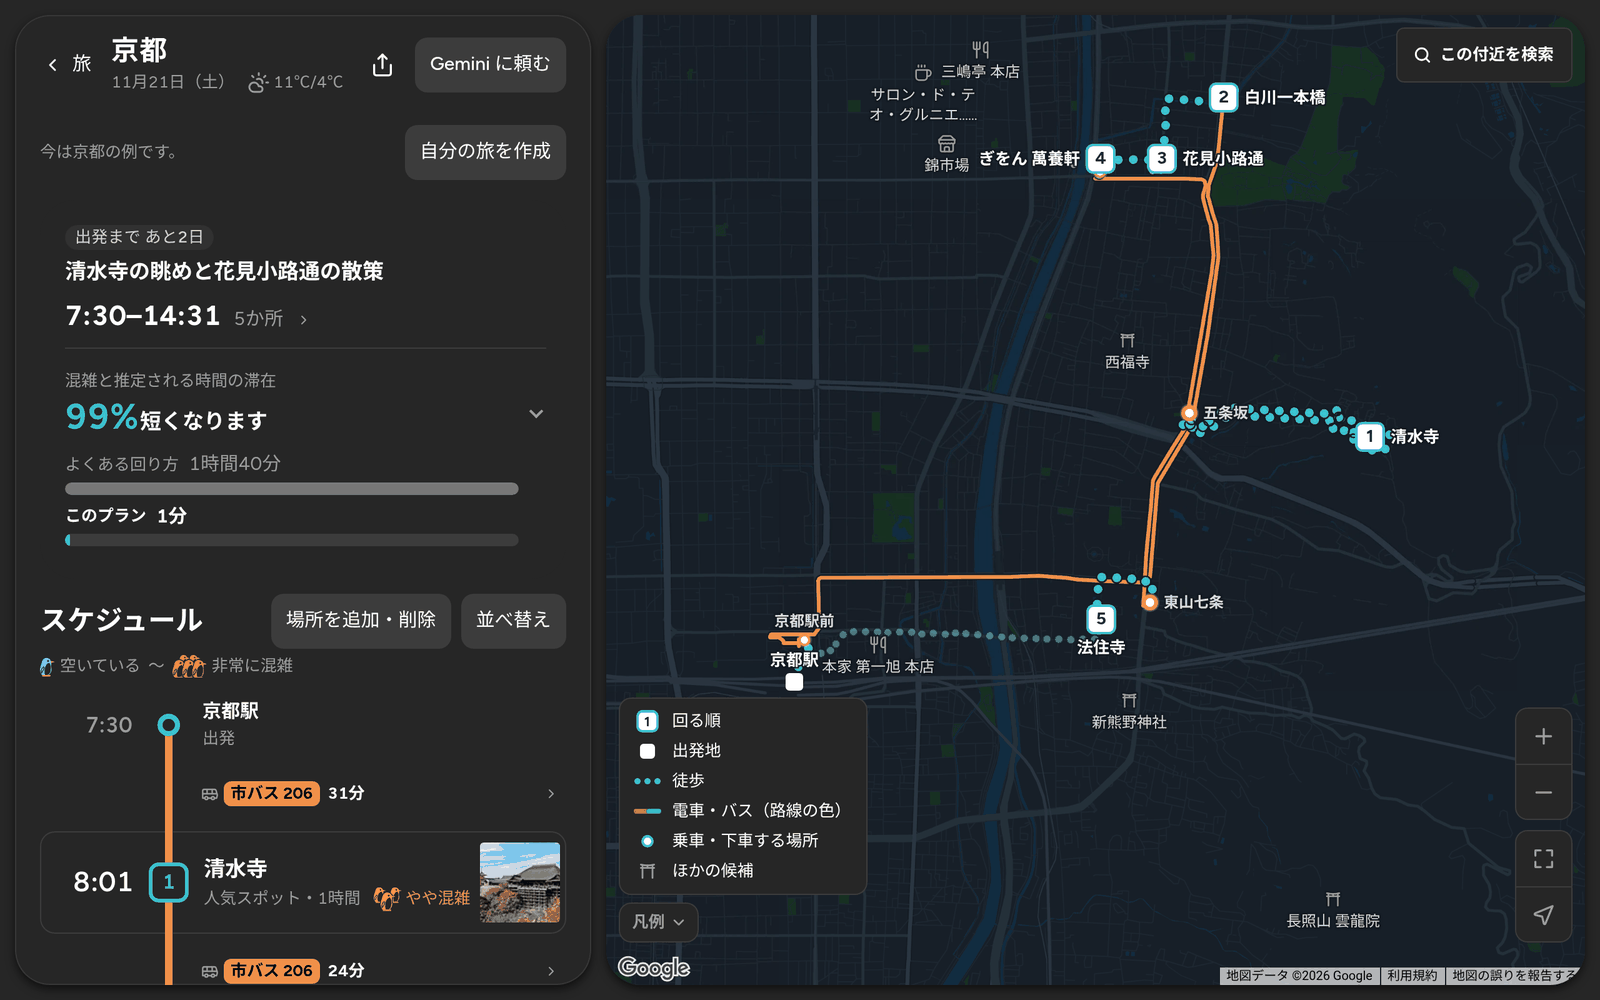 旅
京都
11月21日（土） 11°C/4°C
Gemini に頼む
今は京都の例です。
自分の旅を作成
出発まで あと2日
清水寺の眺めと花見小路通の散策
7:30–14:31 5か所
混雑と推定される時間の滞在
99%短くなります
よくある回り方 1時間40分
このプラン 1分
スケジュール
場所を追加・削除
並べ替え
空いている ～ 非常に混雑
7:30
京都駅
出発
市バス 206 31分
8:01
1
清水寺
人気スポット・1時間 やや混雑
市バス 206 24分
この付近を検索
三嶋亭 本店
サロン・ド・テ
オ・グルニエ......
錦市場
2 白川一本橋
ぎをん 萬養軒 4
3 花見小路通
西福寺
五条坂
1 清水寺
東山七条
5
法住寺
京都駅前
京都駅
本家 第一旭 本店
新熊野神社
長照山 雲龍院
1 回る順
出発地
徒歩
電車・バス（路線の色）
乗車・下車する場所
ほかの候補
凡例
Google
地図データ ©2026 Google
利用規約
地図の誤りを報告する